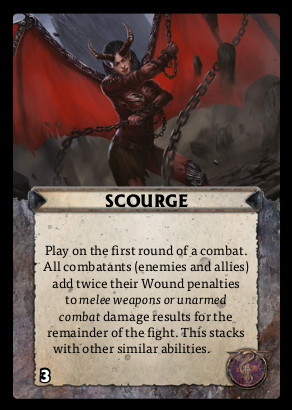 SCOURGE
Play on the first round of a combat.
All combatants (enemies and allies)
add twice their Wound penalties
to melee weapons or unarmed
combat damage results for the
remainder of the fight. This stacks
with other similar abilities.
3